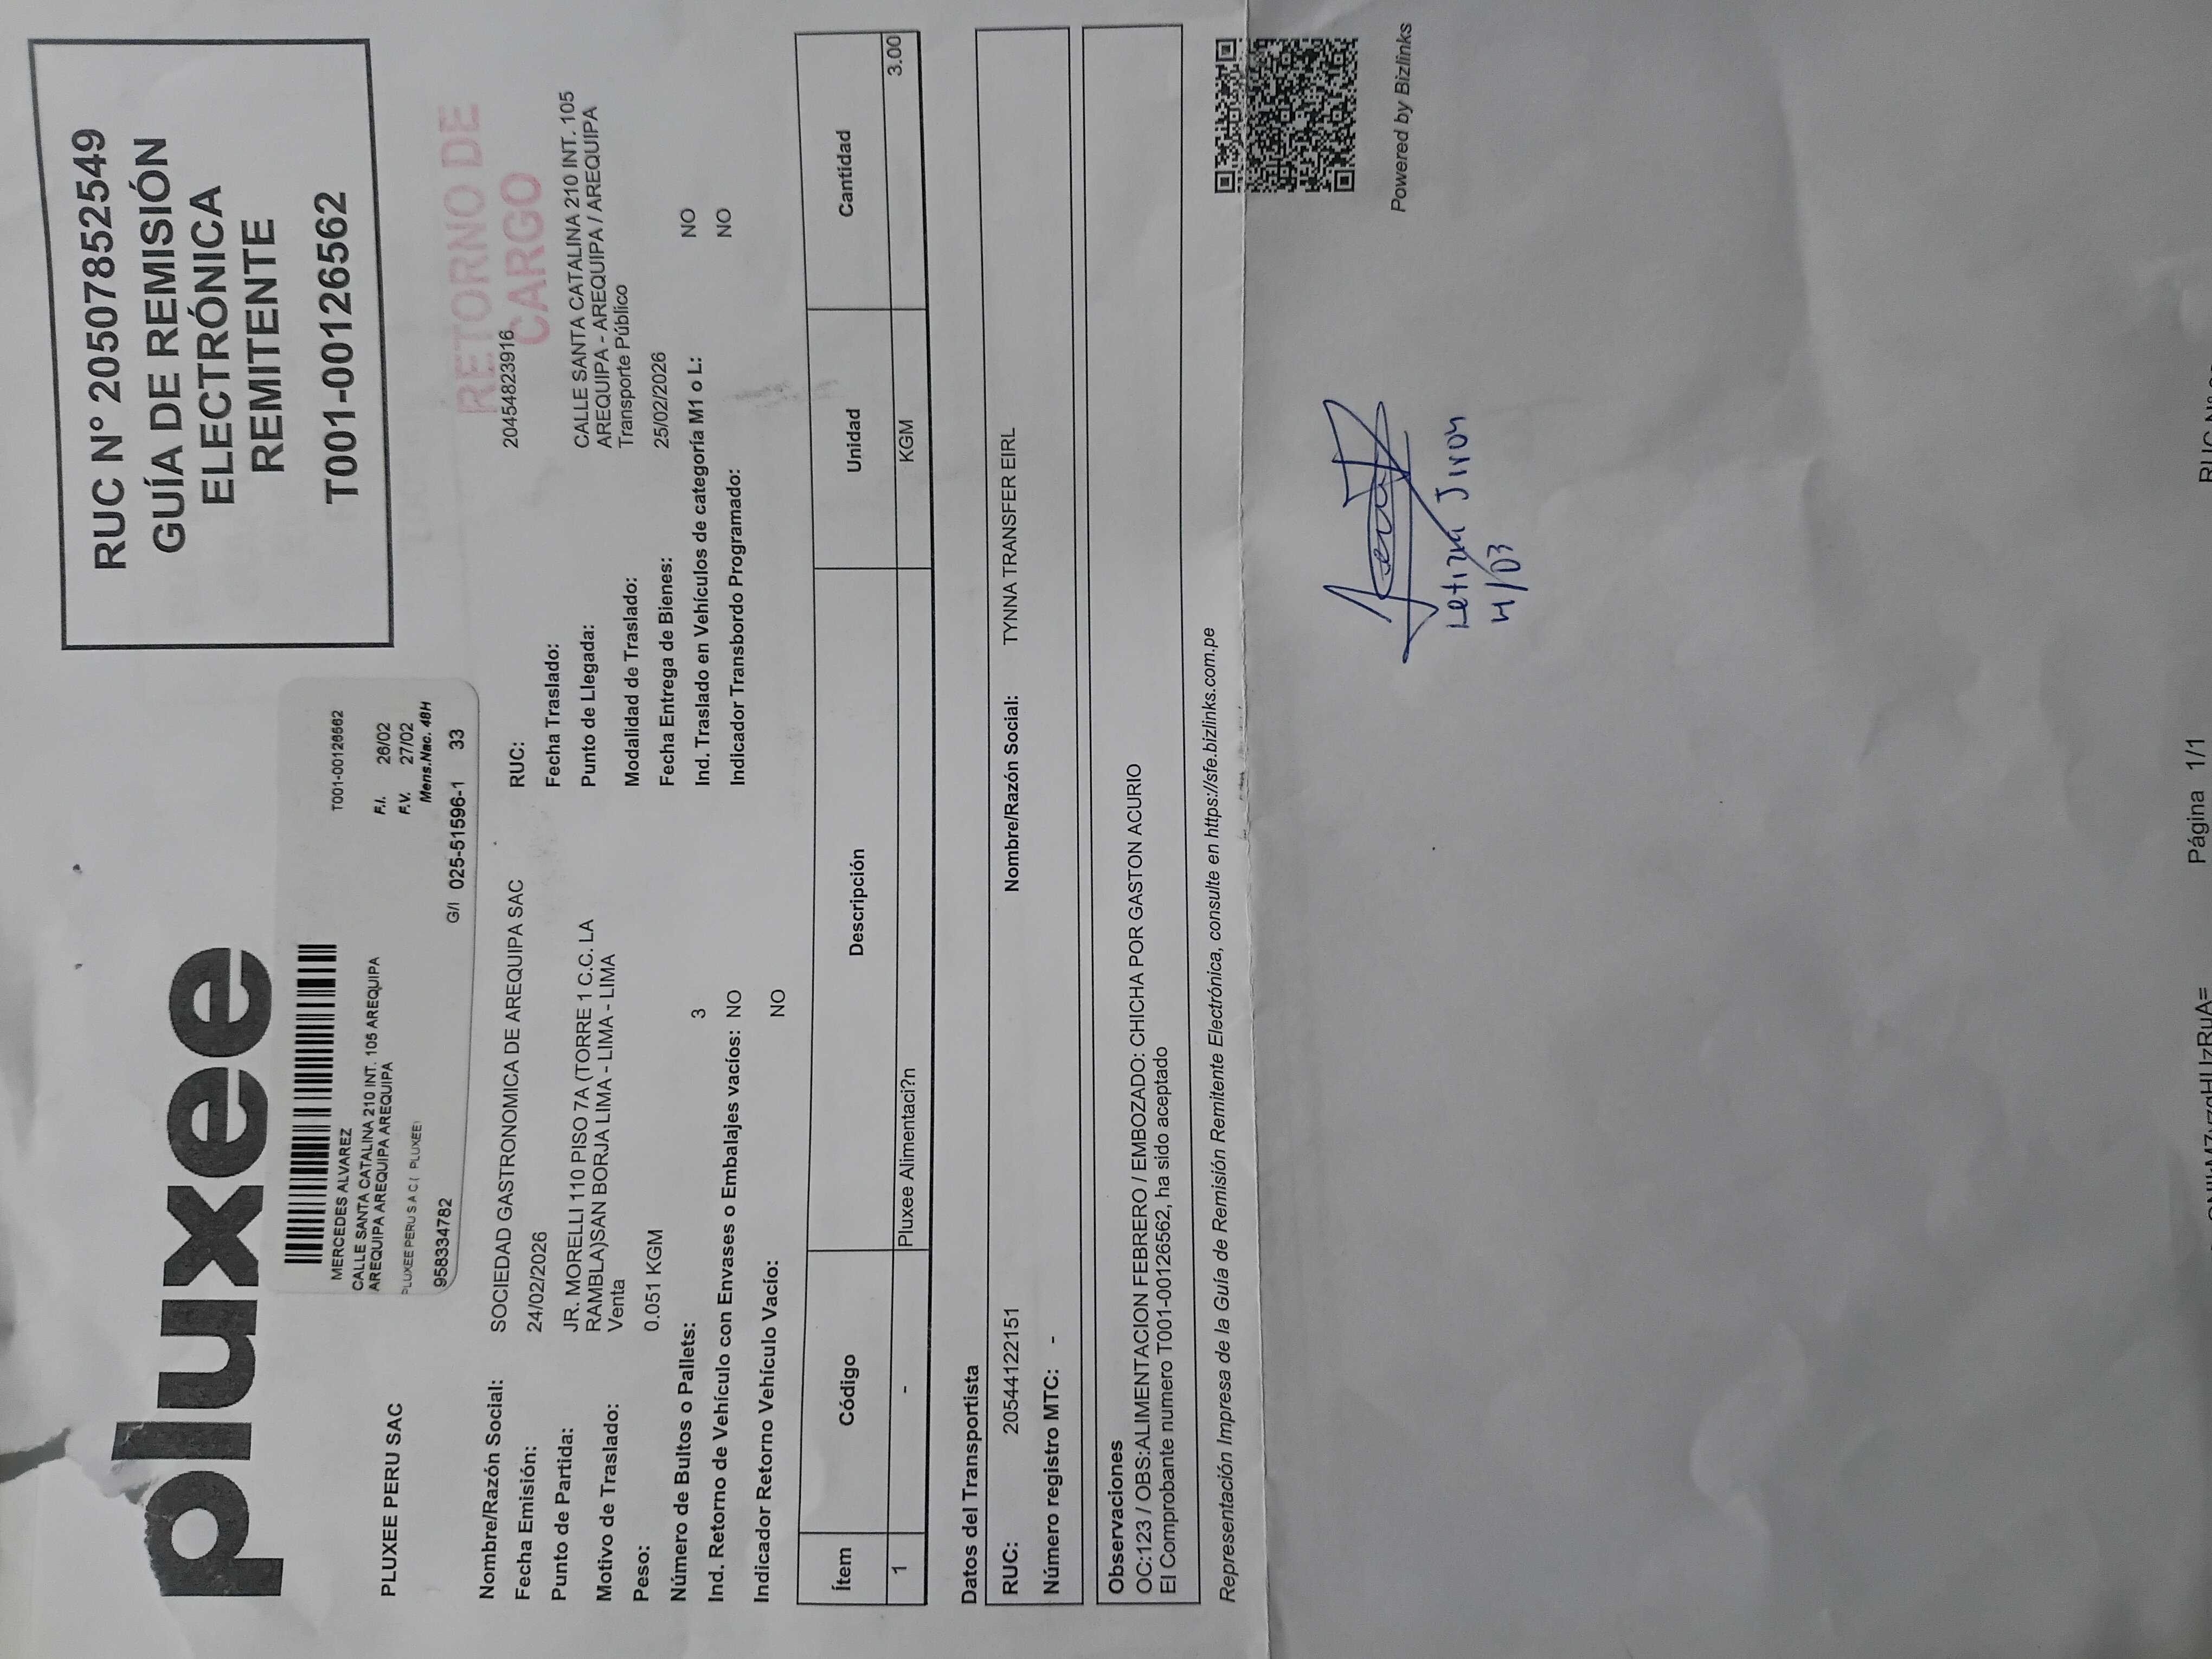 pluxee
RUC N° 20507852549
GUÍA DE REMISIÓN
ELECTRÓNICA
REMITENTE
T001-00126562
T001-00126562
MERCEDES ALVAREZ
CALLE SANTA CATALINA 210 INT. 105 AREQUIPA
AREQUIPA AREQUIPA AREQUIPA
F.I. 26/02
F.V. 27/02
Mens.Nac. 48H
PLUXEE PERU S A C ( PLUXEE
958334782
G/I 025-51596-1 33
PLUXEE PERU SAC
RETORNO DE
CARGO
Nombre/Razón Social: SOCIEDAD GASTRONOMICA DE AREQUIPA SAC
RUC: 20454823916
Fecha Emisión: 24/02/2026
Fecha Traslado:
Punto de Partida: JR. MORELLI 110 PISO 7A (TORRE 1 C.C. LA
RAMBLA)SAN BORJA LIMA - LIMA - LIMA
Punto de Llegada: CALLE SANTA CATALINA 210 INT. 105
AREQUIPA - AREQUIPA - AREQUIPA / AREQUIPA
Motivo de Traslado: Venta
Modalidad de Traslado: Transporte Público
Peso: 0.051 KGM
Fecha Entrega de Bienes: 25/02/2026
Número de Bultos o Pallets: 3
Ind. Traslado en Vehículos de categoría M1 o L: NO
Ind. Retorno de Vehículo con Envases o Embalajes vacíos: NO
Indicador Transbordo Programado: NO
Indicador Retorno Vehículo Vacío: NO
Ítem Código Descripción Unidad Cantidad
1 - Pluxee Alimentaci?n KGM 3.00
Datos del Transportista
RUC: 20544122151 Nombre/Razón Social: TYNNA TRANSFER EIRL
Número registro MTC: -
Observaciones
OC:123 / OBS:ALIMENTACION FEBRERO / EMBOZADO: CHICHA POR GASTON ACURIO
El Comprobante numero T001-00126562, ha sido aceptado
Representación Impresa de la Guía de Remisión Remitente Electrónica, consulte en https://sfe.bizlinks.com.pe
Powered by Bizlinks
Letizia Jiron
4/03
Página 1/1